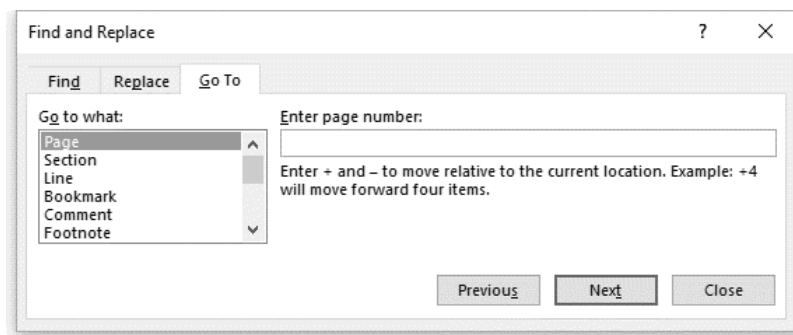 Find and Replace ? ×
Find Replace Go To
Go to what:
Page
Section
Line
Bookmark
Comment
Footnote
Enter page number:
Enter + and – to move relative to the current location. Example: +4
will move forward four items.
Previous Next Close